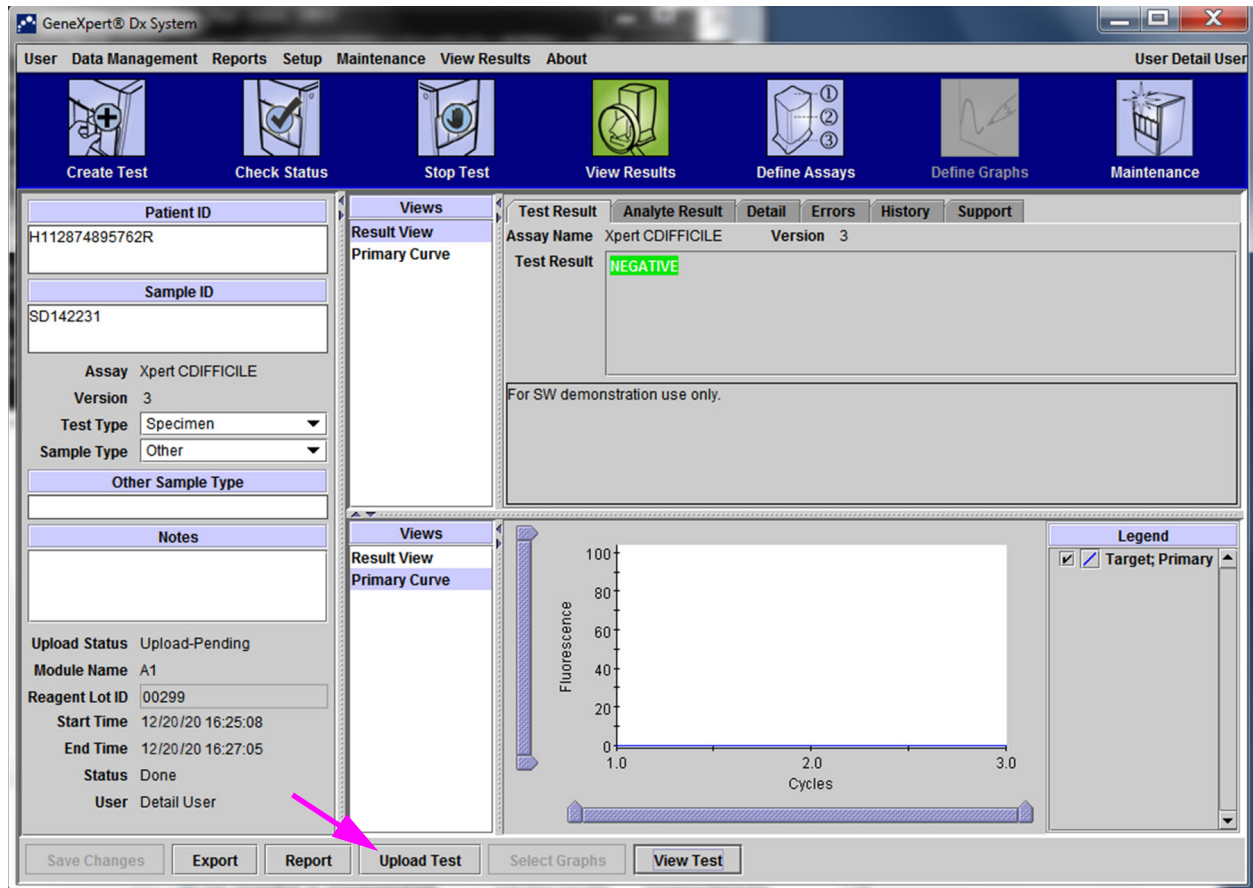 GeneXpert® Dx System
User Data Management Reports Setup Maintenance View Results About User Detail User
① ② ③
Create Test Check Status Stop Test View Results Define Assays Define Graphs Maintenance
Patient ID
H112874895762R
Sample ID
SD142231
Assay Xpert CDIFFICILE
Version 3
Test Type Specimen
Sample Type Other
Other Sample Type
Notes
Upload Status Upload-Pending
Module Name A1
Reagent Lot ID 00299
Start Time 12/20/20 16:25:08
End Time 12/20/20 16:27:05
Status Done
User Detail User
Views
Result View
Primary Curve
Test Result Analyte Result Detail Errors History Support
Assay Name Xpert CDIFFICILE Version 3
Test Result NEGATIVE
For SW demonstration use only.
Views
Result View
Primary Curve
100
80
60
40
20
0
Fluorescence
1.0 2.0 3.0
Cycles
Legend
Target; Primary
Save Changes Export Report Upload Test Select Graphs View Test